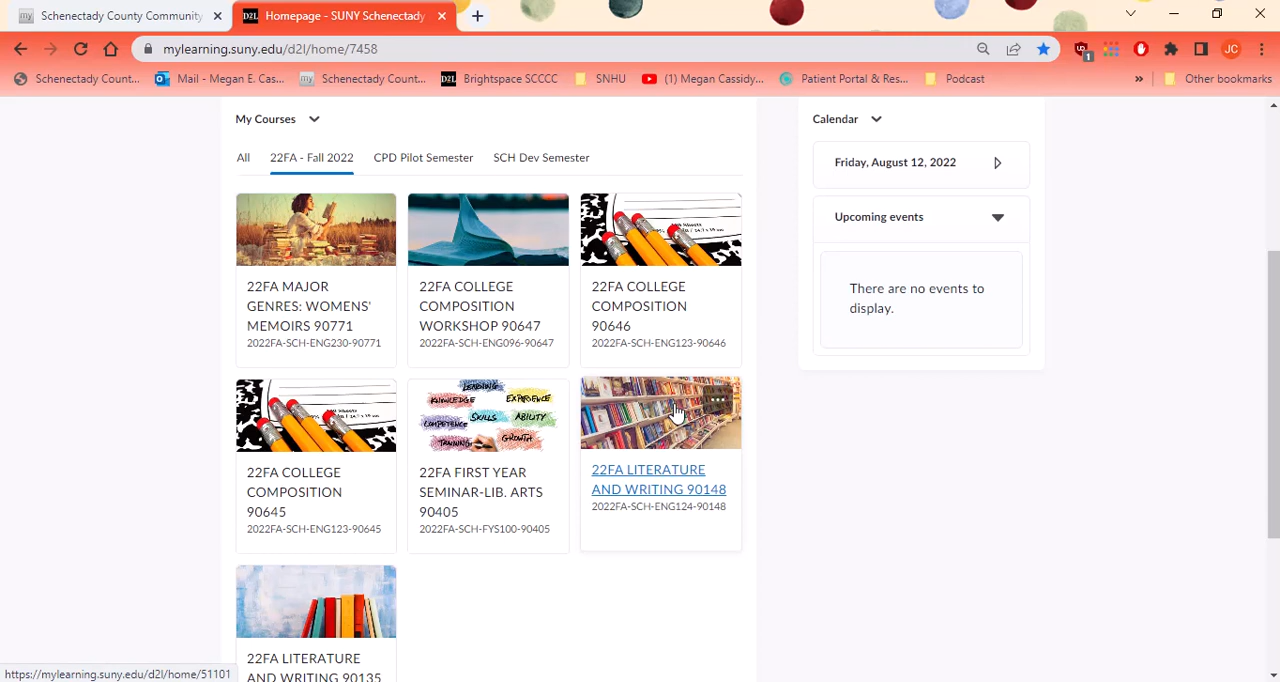 Schenectady County Community
Homepage - SUNY Schenectady
mylearning.suny.edu/d2l/home/7458
1
JC
Schenectady Count...
Mail - Megan E. Cas...
Schenectady Count...
Brightspace SCCCC
SNHU
(1) Megan Cassidy...
Patient Portal & Res...
Podcast
»
Other bookmarks
My Courses
All
22FA - Fall 2022
CPD Pilot Semester
SCH Dev Semester
22FA MAJOR
GENRES: WOMENS'
MEMOIRS 90771
2022FA-SCH-ENG230-90771
22FA COLLEGE
COMPOSITION
WORKSHOP 90647
2022FA-SCH-ENG096-90647
22FA COLLEGE
COMPOSITION
90646
2022FA-SCH-ENG123-90646
22FA COLLEGE
COMPOSITION
90645
2022FA-SCH-ENG123-90645
LEARNING
KNOWLEDGE
EXPERIENCE
SKILLS
ABILITY
COMPETENCE
TRAINING
GROWTH
22FA FIRST YEAR
SEMINAR-LIB. ARTS
90405
2022FA-SCH-FYS100-90405
22FA LITERATURE
AND WRITING 90148
2022FA-SCH-ENG124-90148
22FA LITERATURE
AND WRITING 90135
Calendar
Friday, August 12, 2022
Upcoming events
There are no events to
display.
https://mylearning.suny.edu/d2l/home/51101